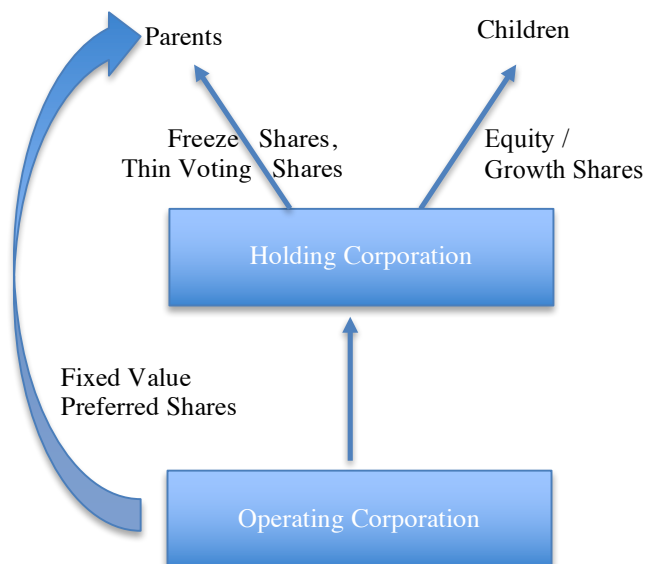 Parents
Children
Freeze Shares,
Thin Voting Shares
Equity /
Growth Shares
Holding Corporation
Fixed Value
Preferred Shares
Operating Corporation